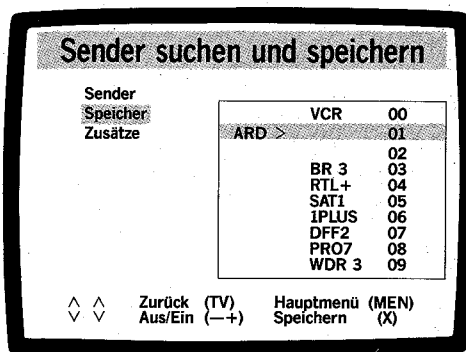 Sender suchen und speichern
Sender
Speicher
Zusätze
VCR 00
ARD > 01
02
BR 3 03
RTL+ 04
SAT1 05
1PLUS 06
DFF2 07
PRO7 08
WDR 3 09
∧ ∧ Zurück (TV) Hauptmenü (MEN)
∨ ∨ Aus/Ein (—+) Speichern (X)